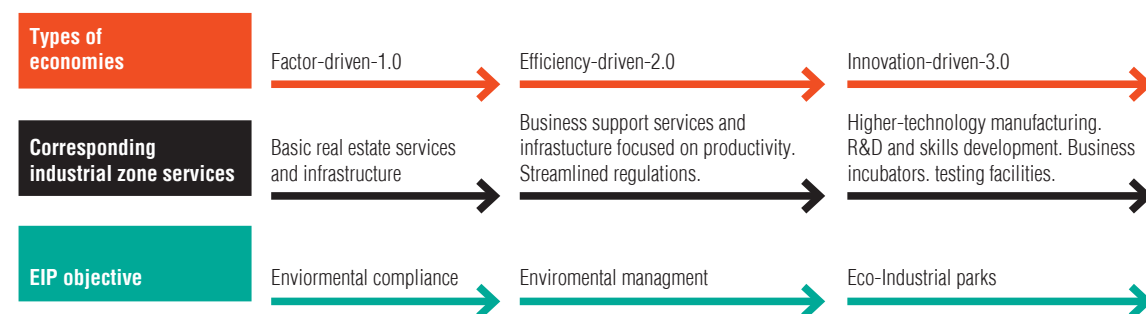 Types of
economies
Factor-driven-1.0
Efficiency-driven-2.0
Innovation-driven-3.0
Corresponding
industrial zone services
Basic real estate services
and infrastructure
Business support services and
infrastucture focused on productivity.
Streamlined regulations.
Higher-technology manufacturing.
R&D and skills development. Business
incubators. testing facilities.
EIP objective
Enviormental compliance
Enviromental managment
Eco-Industrial parks